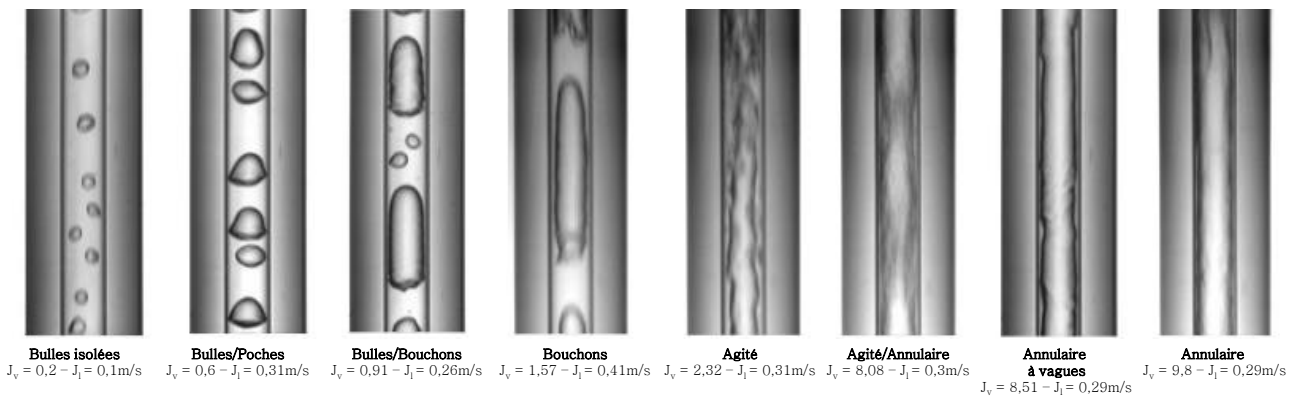 Bulles isolées
J_v = 0,2 – J_l = 0,1m/s
Bulles/Poches
J_v = 0,6 – J_l = 0,31m/s
Bulles/Bouchons
J_v = 0,91 – J_l = 0,26m/s
Bouchons
J_v = 1,57 – J_l = 0,41m/s
Agité
J_v = 2,32 – J_l = 0,31m/s
Agité/Annulaire
J_v = 8,08 – J_l = 0,3m/s
Annulaire
à vagues
J_v = 8,51 – J_l = 0,29m/s
Annulaire
J_v = 9,8 – J_l = 0,29m/s